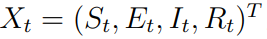 X_t = (S_t, E_t, I_t, R_t)^T